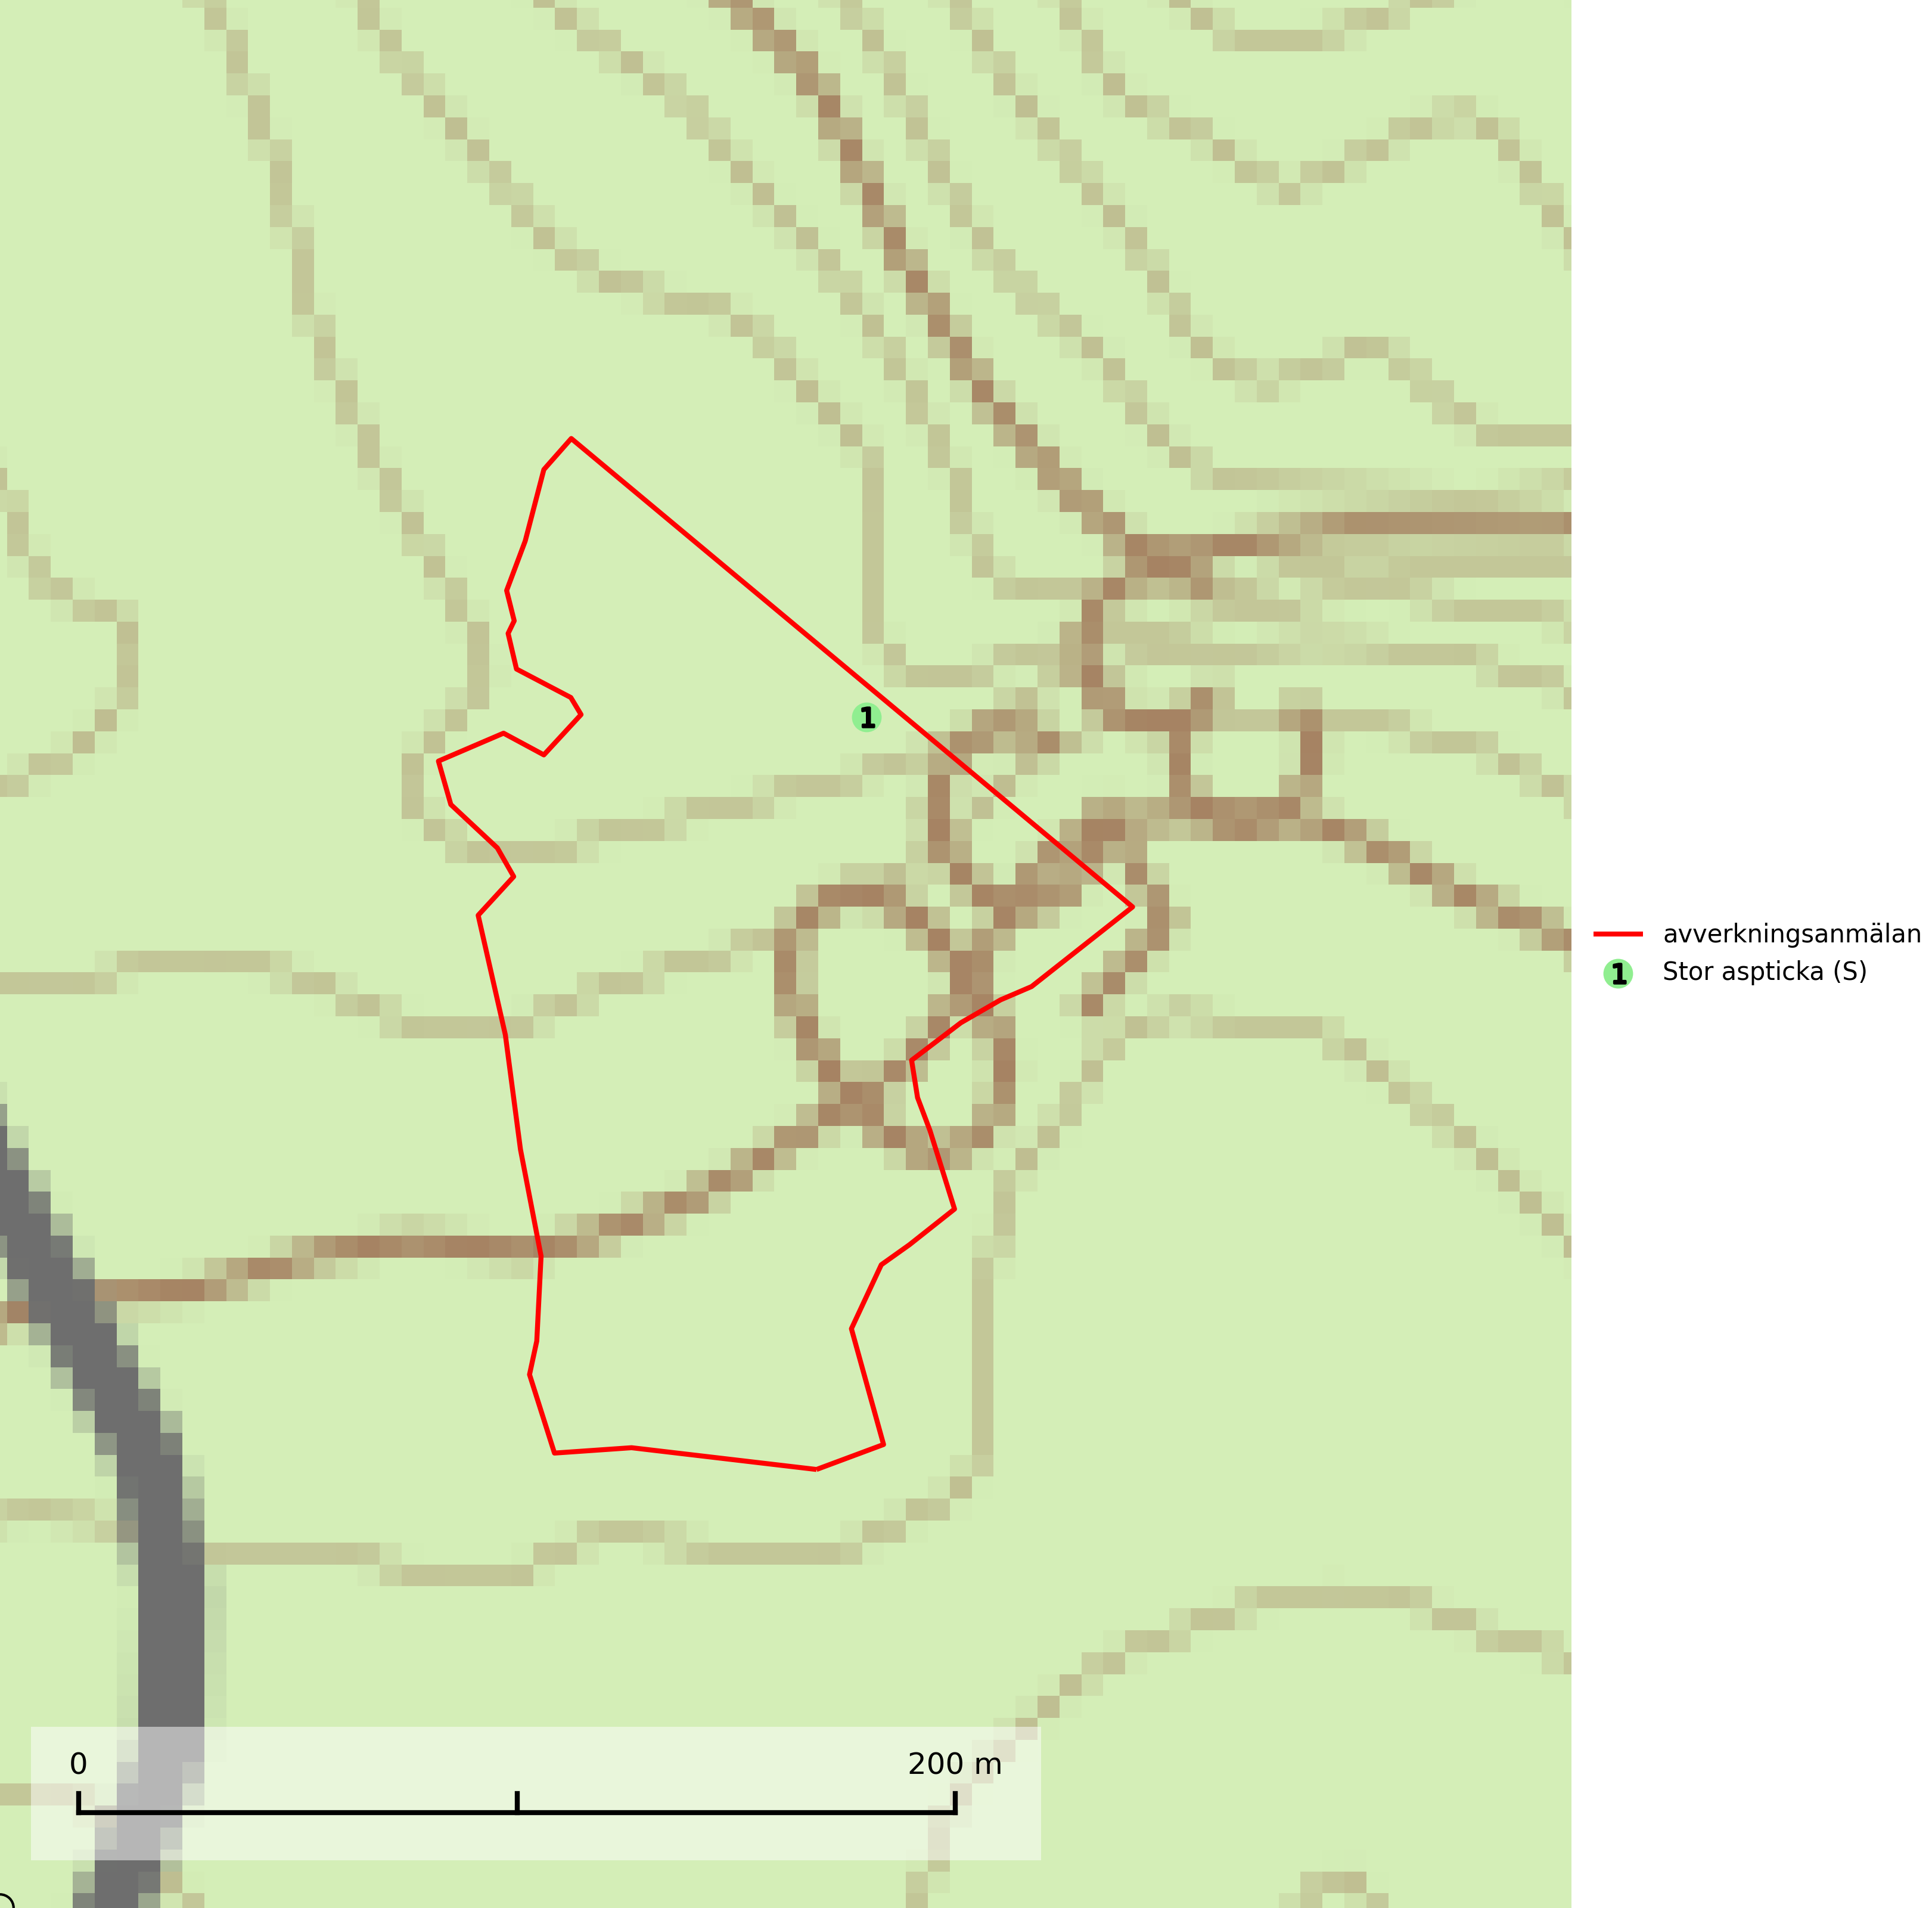 1
avverkningsanmälan
1 Stor aspticka (S)
0 200 m